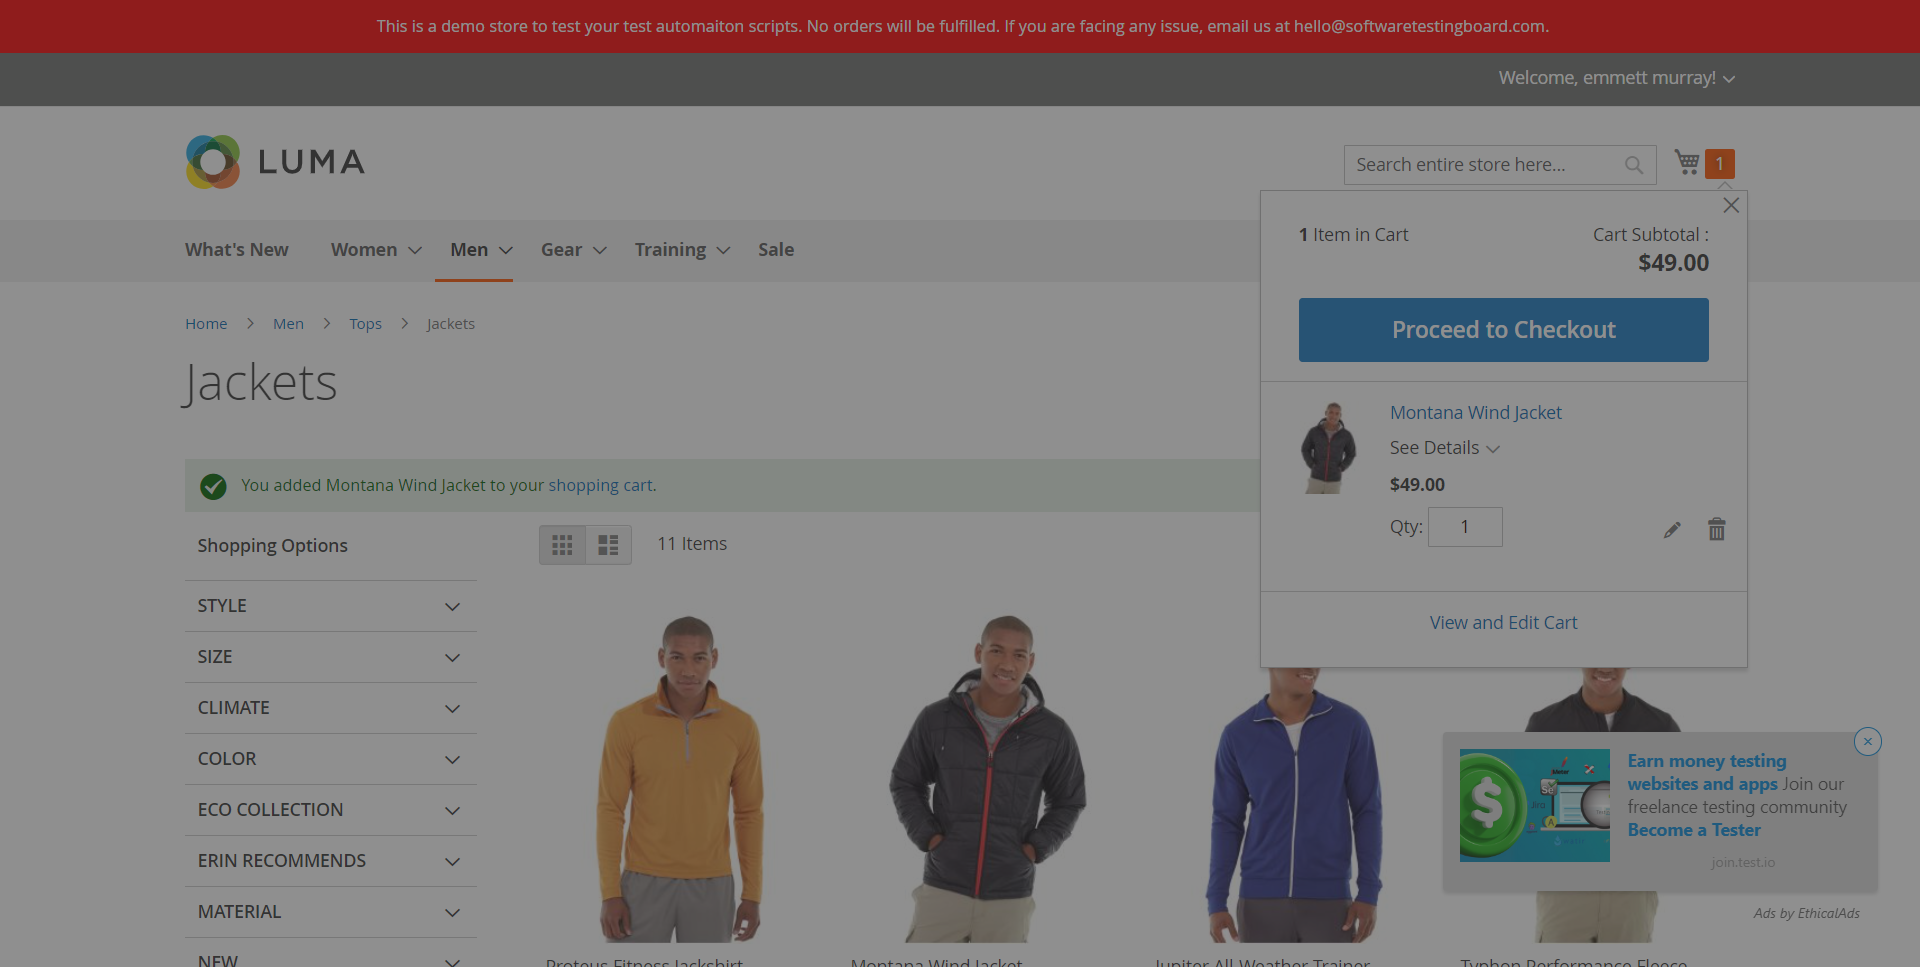 This is a demo store to test your test automaiton scripts. No orders will be fulfilled. If you are facing any issue, email us at hello@softwaretestingboard.com.
Welcome, emmett murray!
LUMA
Search entire store here...
1
What's New
Women
Men
Gear
Training
Sale
1 Item in Cart
Cart Subtotal :
$49.00
Proceed to Checkout
Montana Wind Jacket
See Details
$49.00
Qty: 1
View and Edit Cart
Home
Men
Tops
Jackets
Jackets
You added Montana Wind Jacket to your shopping cart.
Shopping Options
11 Items
STYLE
SIZE
CLIMATE
COLOR
ECO COLLECTION
ERIN RECOMMENDS
MATERIAL
NEW
Proteus Fitness Jackshirt
Montana Wind Jacket
Jupiter All-Weather Trainer
Typhon Performance Fleece
Earn money testing
websites and apps Join our
freelance testing community
Become a Tester
join.test.io
Ads by EthicalAds